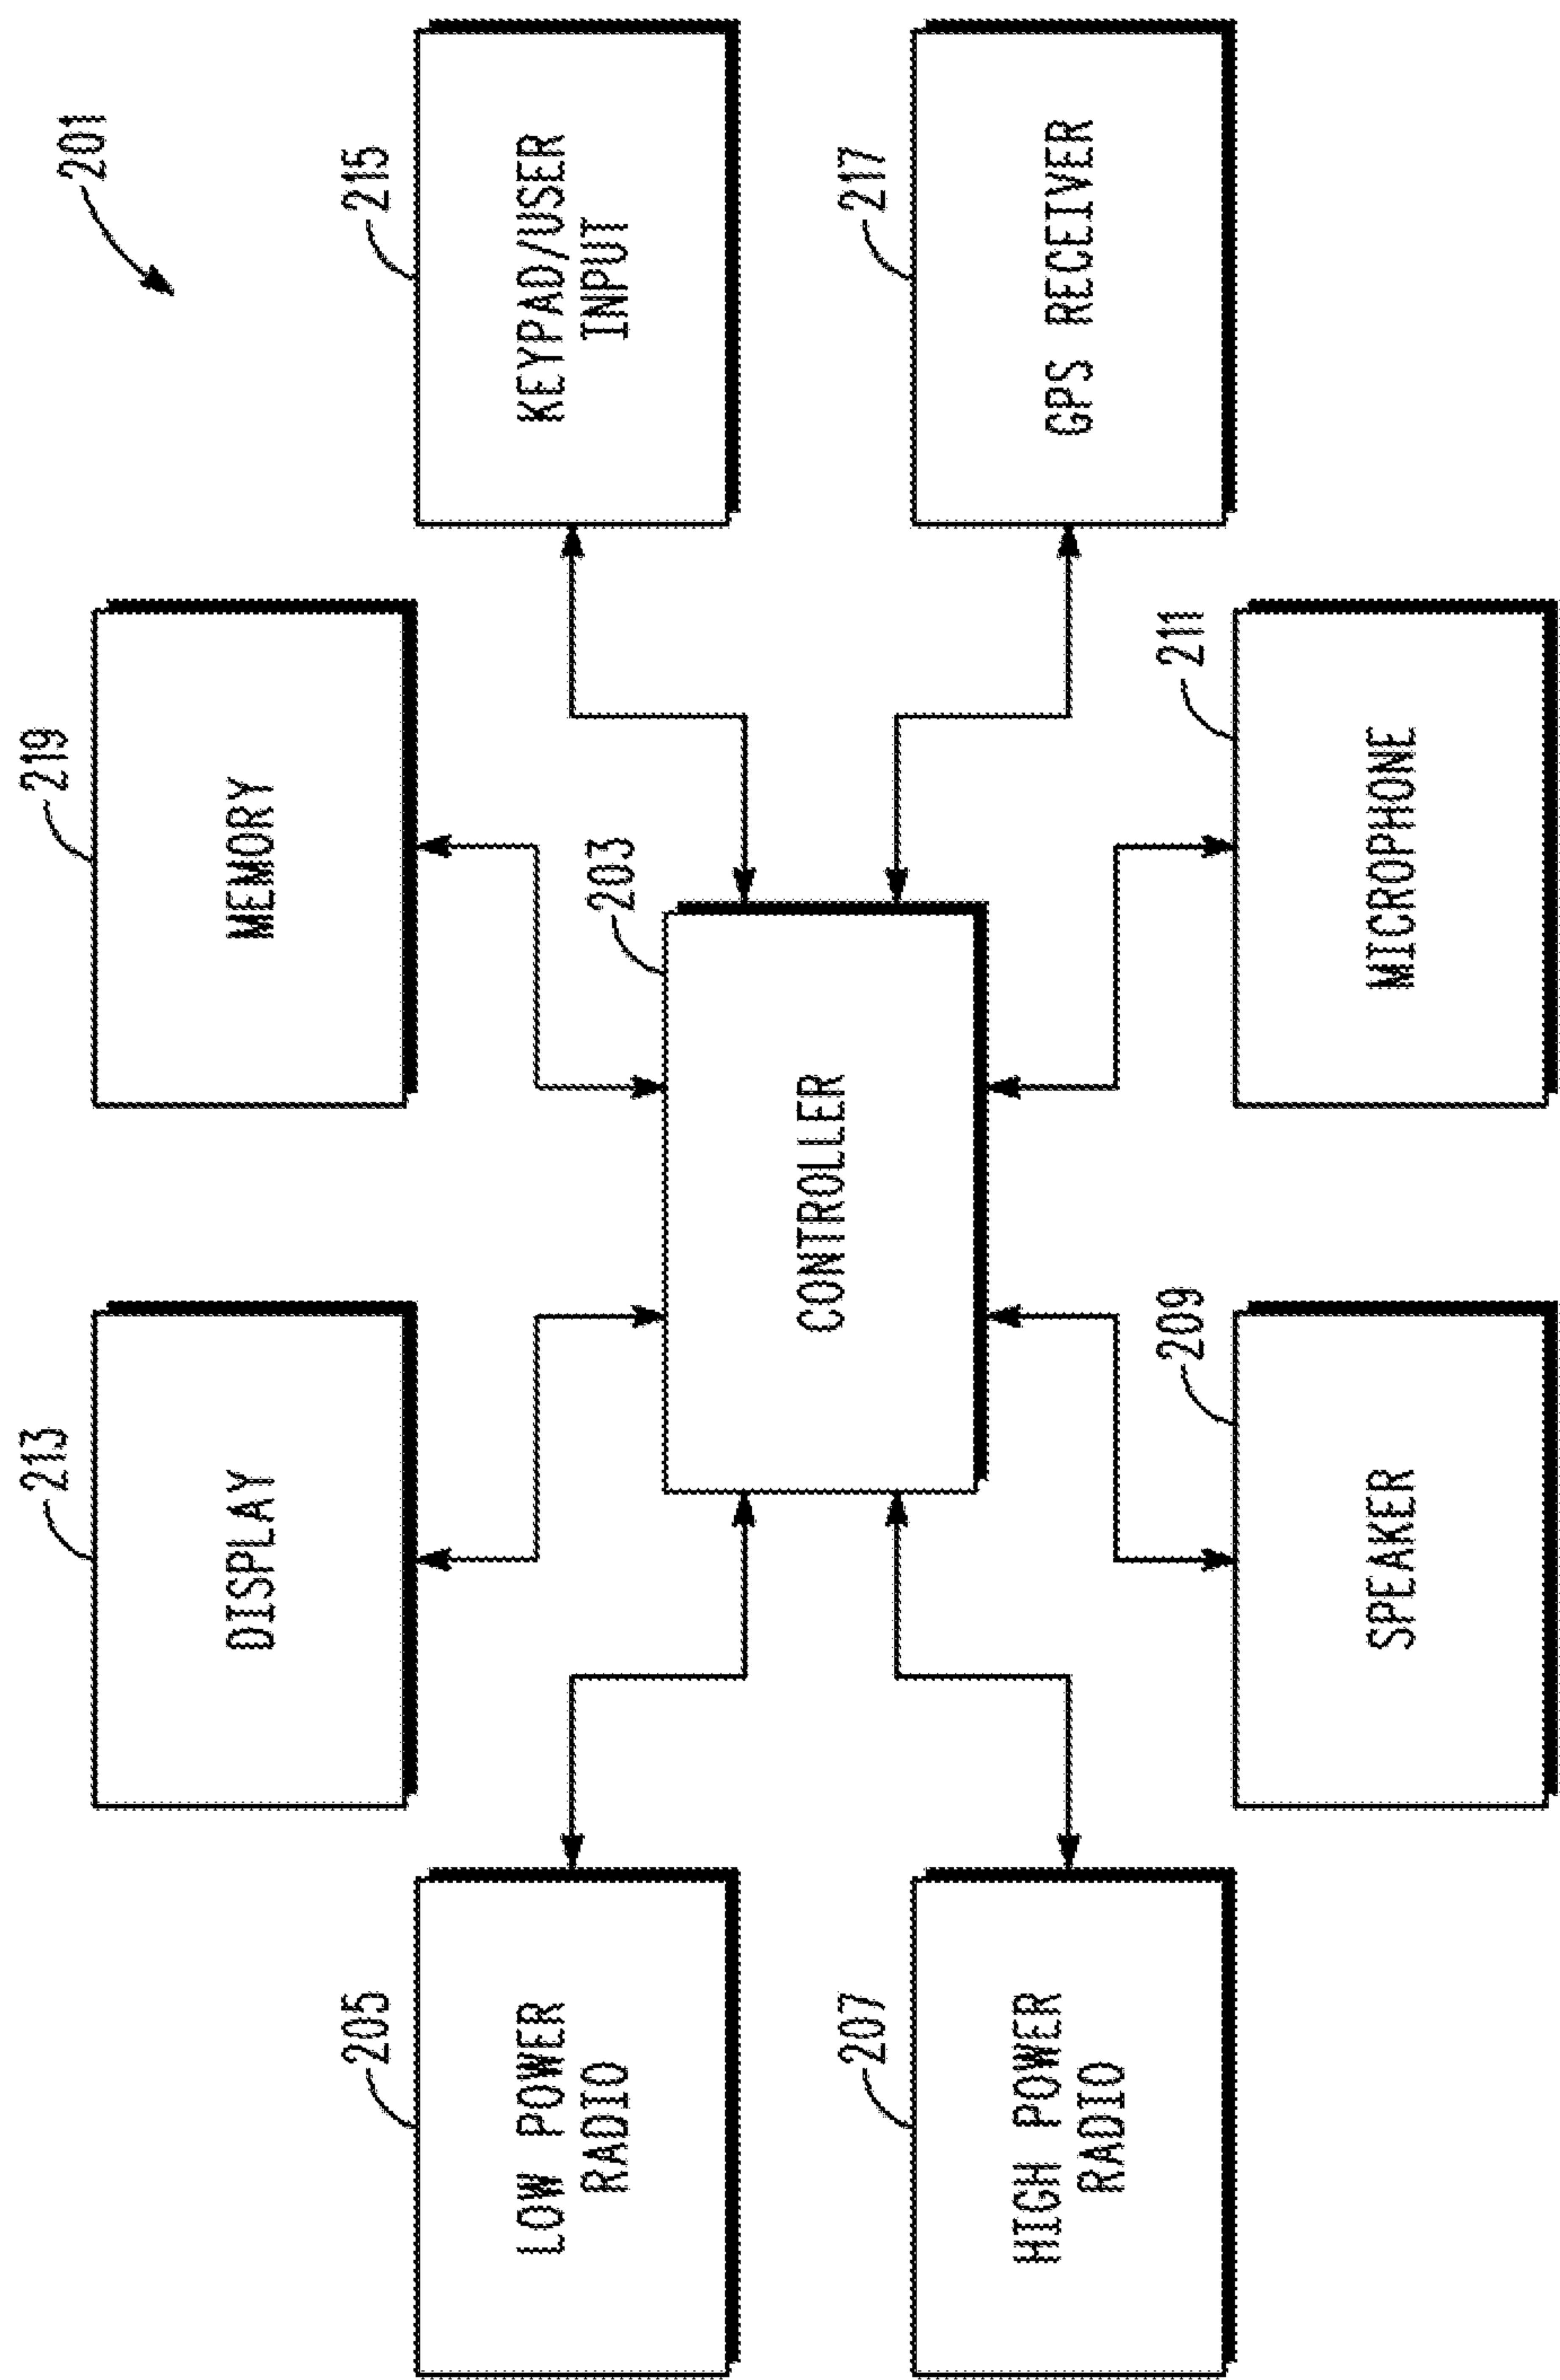 201
213
DISPLAY
219
MEMORY
205
LOW POWER
RADIO
203
CONTROLLER
215
KEYPAD/USER
INPUT
207
HIGH POWER
RADIO
217
GPS RECEIVER
209
SPEAKER
211
MICROPHONE